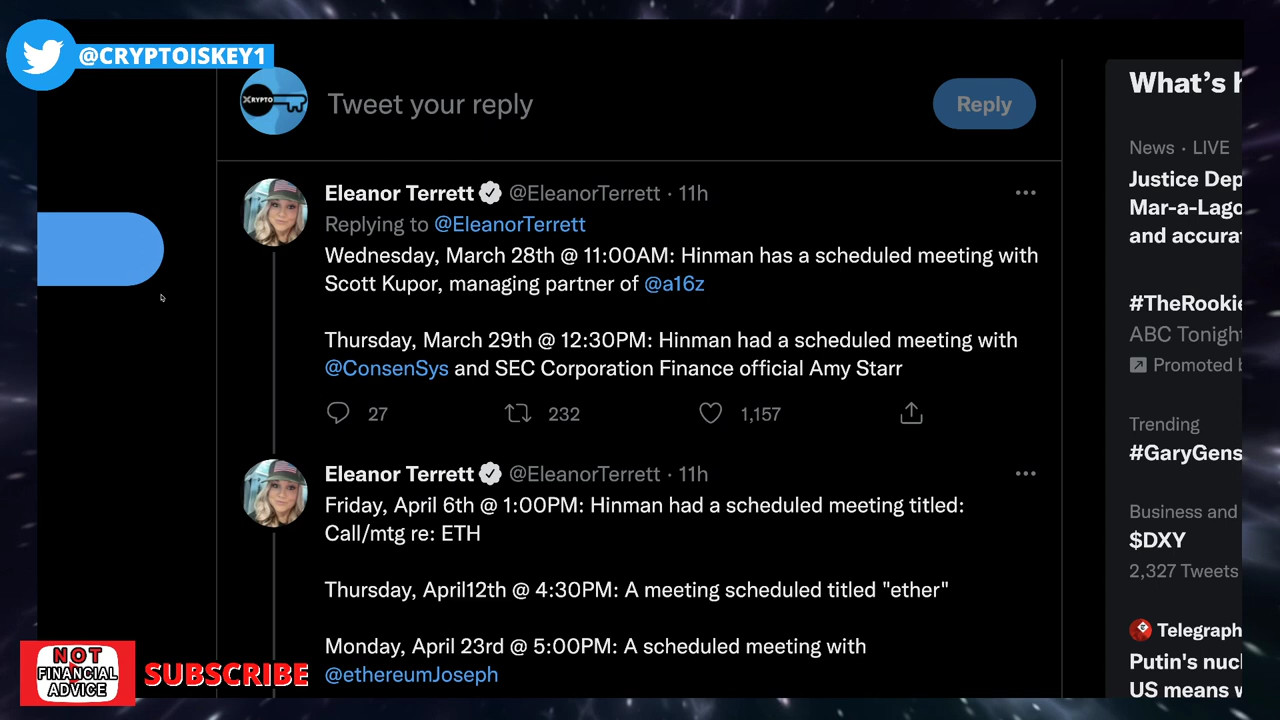 @CRYPTOISKEY1
XRYPTO
Tweet your reply
Reply
What's h
News · LIVE
Justice Dep
Mar-a-Lago
and accurat
#TheRookie
ABC Tonight
Promoted b
Trending
#GaryGens
Business and
$DXY
2,327 Tweets
Telegraph
Putin's nucl
US means w
Eleanor Terrett @EleanorTerrett · 11h
Replying to @EleanorTerrett
Wednesday, March 28th @ 11:00AM: Hinman has a scheduled meeting with
Scott Kupor, managing partner of @a16z
Thursday, March 29th @ 12:30PM: Hinman had a scheduled meeting with
@ConsenSys and SEC Corporation Finance official Amy Starr
27 232 1,157
Eleanor Terrett @EleanorTerrett · 11h
Friday, April 6th @ 1:00PM: Hinman had a scheduled meeting titled:
Call/mtg re: ETH
Thursday, April12th @ 4:30PM: A meeting scheduled titled "ether"
Monday, April 23rd @ 5:00PM: A scheduled meeting with
@ethereumJoseph
NOT
FINANCIAL
ADVICE
SUBSCRIBE